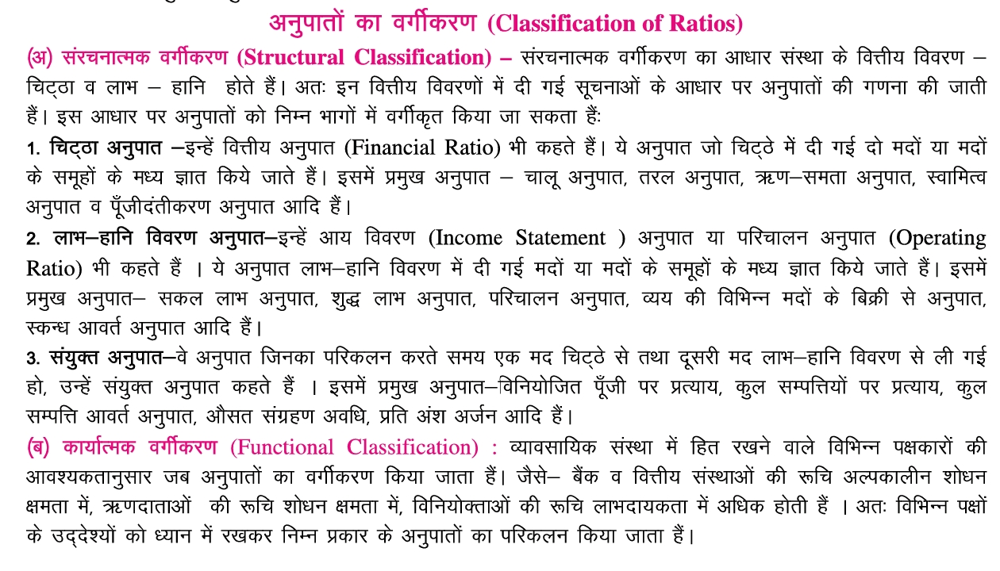 अनुपातों का वर्गीकरण (Classification of Ratios)
(अ) संरचनात्मक वर्गीकरण (Structural Classification) – संरचनात्मक वर्गीकरण का आधार संस्था के वित्तीय विवरण –
चिट्ठा व लाभ – हानि होते हैं। अतः इन वित्तीय विवरणों में दी गई सूचनाओं के आधार पर अनुपातों की गणना की जाती
हैं। इस आधार पर अनुपातों को निम्न भागों में वर्गीकृत किया जा सकता हैंः
1. चिट्ठा अनुपात –इन्हें वित्तीय अनुपात (Financial Ratio) भी कहते हैं। ये अनुपात जो चिट्ठे में दी गई दो मदों या मदों
के समूहों के मध्य ज्ञात किये जाते हैं। इसमें प्रमुख अनुपात – चालू अनुपात, तरल अनुपात, ऋण–समता अनुपात, स्वामित्व
अनुपात व पूँजीदंतीकरण अनुपात आदि हैं।
2. लाभ–हानि विवरण अनुपात–इन्हें आय विवरण (Income Statement ) अनुपात या परिचालन अनुपात (Operating
Ratio) भी कहते हैं । ये अनुपात लाभ–हानि विवरण में दी गई मदों या मदों के समूहों के मध्य ज्ञात किये जाते हैं। इसमें
प्रमुख अनुपात– सकल लाभ अनुपात, शुद्ध लाभ अनुपात, परिचालन अनुपात, व्यय की विभिन्न मदों के बिक्री से अनुपात,
स्कन्ध आवर्त अनुपात आदि हैं।
3. संयुक्त अनुपात–वे अनुपात जिनका परिकलन करते समय एक मद चिट्ठे से तथा दूसरी मद लाभ–हानि विवरण से ली गई
हो, उन्हें संयुक्त अनुपात कहते हैं । इसमें प्रमुख अनुपात–विनियोजित पूँजी पर प्रत्याय, कुल सम्पत्तियों पर प्रत्याय, कुल
सम्पत्ति आवर्त अनुपात, औसत संग्रहण अवधि, प्रति अंश अर्जन आदि हैं।
(ब) कार्यात्मक वर्गीकरण (Functional Classification) : व्यावसायिक संस्था में हित रखने वाले विभिन्न पक्षकारों की
आवश्यकतानुसार जब अनुपातों का वर्गीकरण किया जाता हैं। जैसे– बैंक व वित्तीय संस्थाओं की रूचि अल्पकालीन शोधन
क्षमता में, ऋणदाताओं की रूचि शोधन क्षमता में, विनियोक्ताओं की रूचि लाभदायकता में अधिक होती हैं । अतः विभिन्न पक्षों
के उद्देश्यों को ध्यान में रखकर निम्न प्रकार के अनुपातों का परिकलन किया जाता हैं।